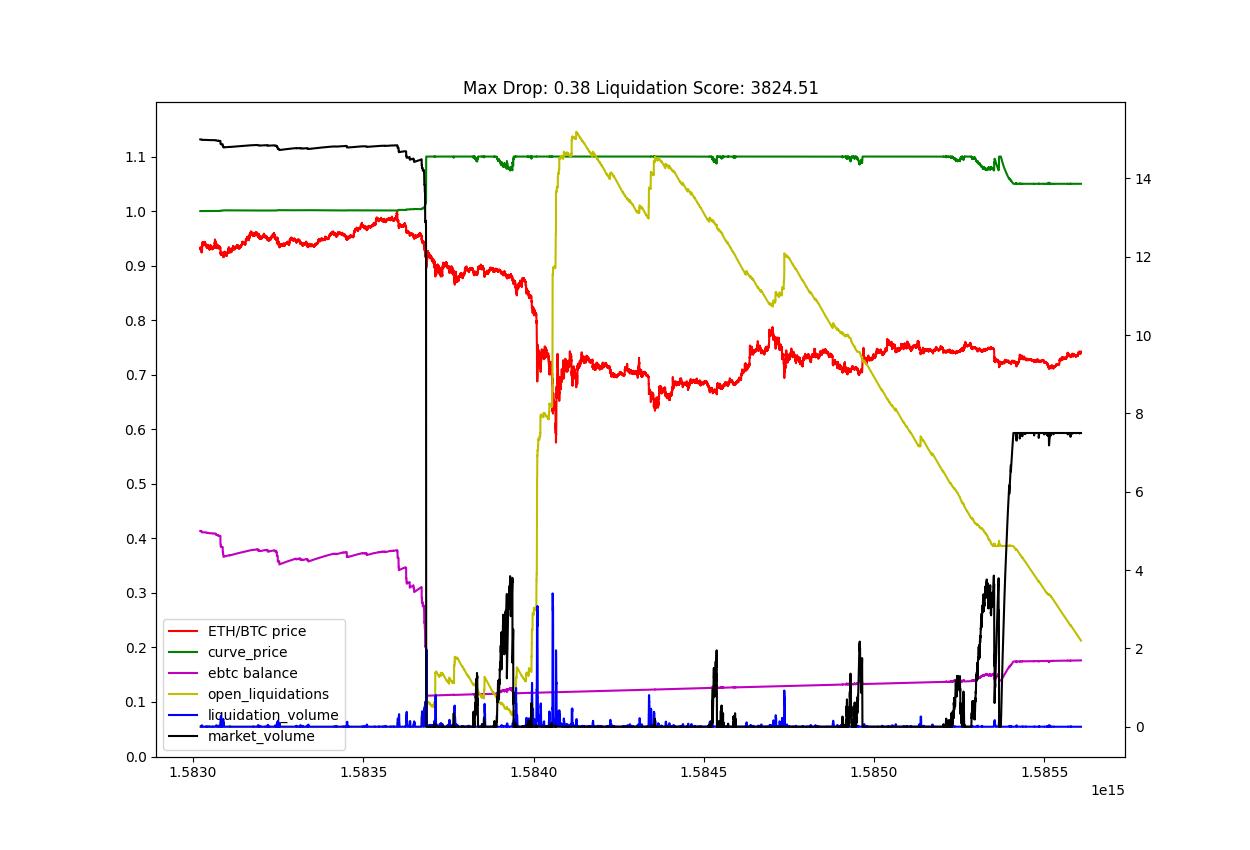 Max Drop: 0.38 Liquidation Score: 3824.51
1.1
1.0
0.9
0.8
0.7
0.6
0.5
0.4
0.3
0.2
0.1
0.0
14
12
10
8
6
4
2
0
ETH/BTC price
curve_price
ebtc balance
open_liquidations
liquidation_volume
market_volume
1.5830 1.5835 1.5840 1.5845 1.5850 1.5855
1e15